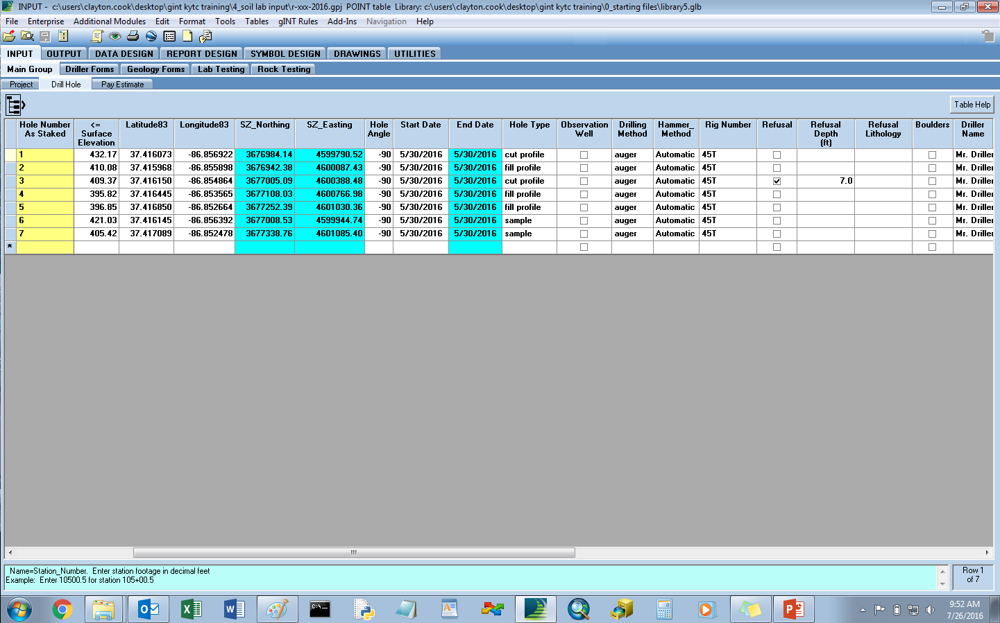 INPUT -  c:\users\clayton.cook\desktop\gint kytc training\4_soil lab input\r-xxx-2016.gpj  POINT table  Library: c:\users\clayton.cook\desktop\gint kytc training\0_starting files\library5.glb
File Enterprise Additional Modules Edit Format Tools Tables gINT Rules Add-Ins Navigation Help
INPUT OUTPUT DATA DESIGN REPORT DESIGN SYMBOL DESIGN DRAWINGS UTILITIES
Main Group Driller Forms Geology Forms Lab Testing Rock Testing
Project Drill Hole Pay Estimate
Table Help
Hole Number As Staked <= Surface Elevation Latitude83 Longitude83 SZ_Northing SZ_Easting Hole Angle Start Date End Date Hole Type Observation Well Drilling Method Hammer_ Method Rig Number Refusal Refusal Depth (ft) Refusal Lithology Boulders Driller Name
1 432.17 37.416073 -86.856922 3676984.14 4599790.52 -90 5/30/2016 5/30/2016 cut profile auger Automatic 45T Mr. Driller
2 410.08 37.415968 -86.855898 3676942.38 4600087.43 -90 5/30/2016 5/30/2016 fill profile auger Automatic 45T Mr. Driller
3 409.37 37.416150 -86.854864 3677005.09 4600388.48 -90 5/30/2016 5/30/2016 cut profile auger Automatic 45T 7.0 Mr. Driller
4 395.82 37.416445 -86.853565 3677108.03 4600766.98 -90 5/30/2016 5/30/2016 fill profile auger Automatic 45T Mr. Driller
5 396.85 37.416850 -86.852664 3677252.39 4601030.36 -90 5/30/2016 5/30/2016 fill profile auger Automatic 45T Mr. Driller
6 421.03 37.416145 -86.856392 3677008.53 4599944.74 -90 5/30/2016 5/30/2016 sample auger Automatic 45T Mr. Driller
7 405.42 37.417089 -86.852478 3677338.76 4601085.40 -90 5/30/2016 5/30/2016 sample auger Automatic 45T Mr. Driller
*
Name=Station_Number.  Enter station footage in decimal feet
Example:  Enter 10500.5 for station 105+00.5
Row 1
of 7
C:\_
9:52 AM
7/26/2016